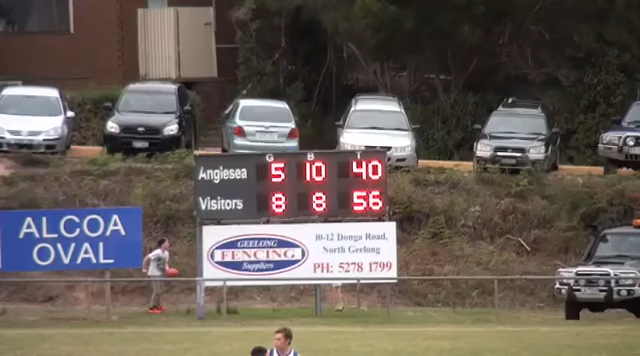 G B T
Anglesea 5 10 40
Visitors 8 8 56
ALCOA
OVAL
GEELONG
FENCING
Suppliers
10-12 Donga Road,
North Geelong
PH: 5278 1799